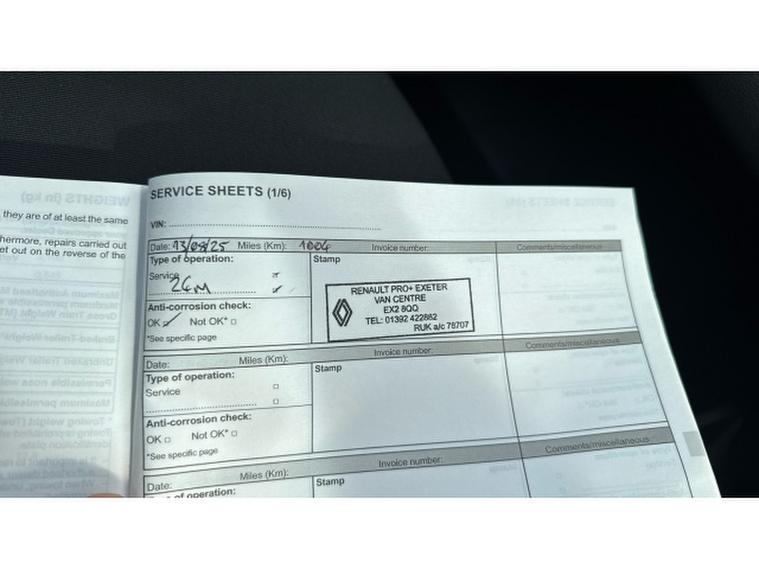 they are of at least the same
hermore, repairs carried out
et out on the reverse of the
SERVICE SHEETS (1/6)
VIN:
Date: 13/08/25 Miles (Km): 1004 Invoice number: Comments/miscellaneous
Type of operation: Stamp
Service
Anti-corrosion check:
OK Not OK*
*See specific page
RENAULT PRO+ EXETER
VAN CENTRE
EX2 8QQ
TEL: 01392 422882
RUK a/c 78707
Date: Miles (Km): Invoice number: Comments/miscellaneous
Type of operation: Stamp
Service
Anti-corrosion check:
OK Not OK*
*See specific page
Date: Miles (Km): Invoice number: Comments/miscellaneous
Type of operation: Stamp